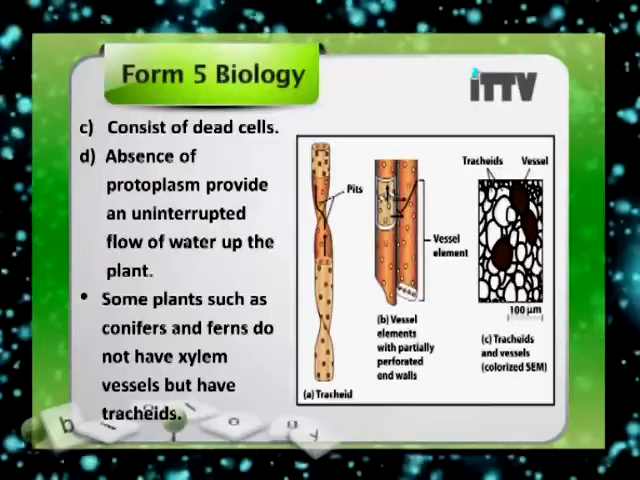 Form 5 Biology
iTTV
c) Consist of dead cells.
d) Absence of
protoplasm provide
an uninterrupted
flow of water up the
plant.
• Some plants such as
conifers and ferns do
not have xylem
vessels but have
tracheids.
Pits
(a) Tracheid
Vessel
element
(b) Vessel
elements
with partially
perforated
end walls
Tracheids Vessel
100 µm
(c) Tracheids
and vessels
(colorized SEM)
b i o l o g y